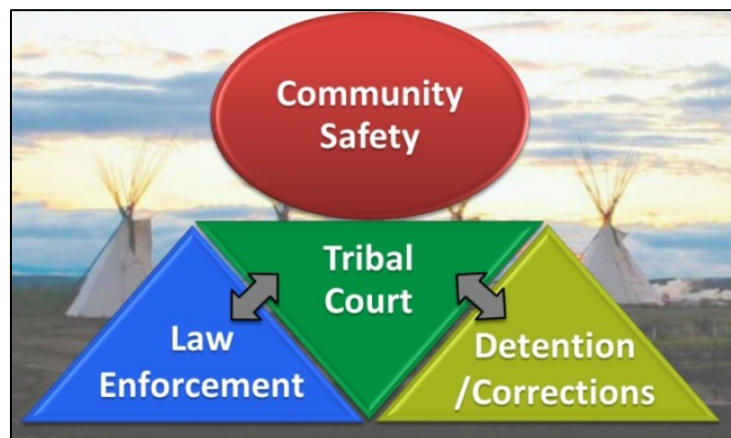 Community
Safety
Tribal
Court
Law
Enforcement
Detention
/Corrections